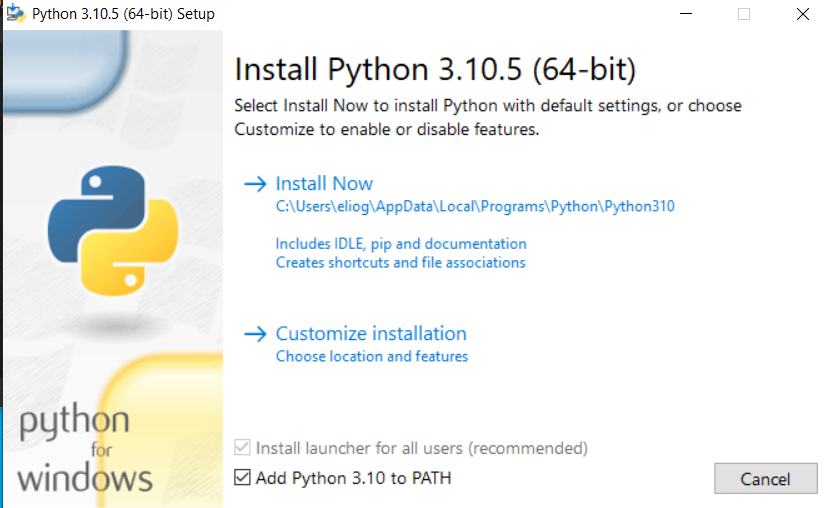 Python 3.10.5 (64-bit) Setup
Install Python 3.10.5 (64-bit)
Select Install Now to install Python with default settings, or choose
Customize to enable or disable features.
Install Now
C:\Users\eliog\AppData\Local\Programs\Python\Python310
Includes IDLE, pip and documentation
Creates shortcuts and file associations
Customize installation
Choose location and features
python
for
windows
Install launcher for all users (recommended)
Add Python 3.10 to PATH
Cancel